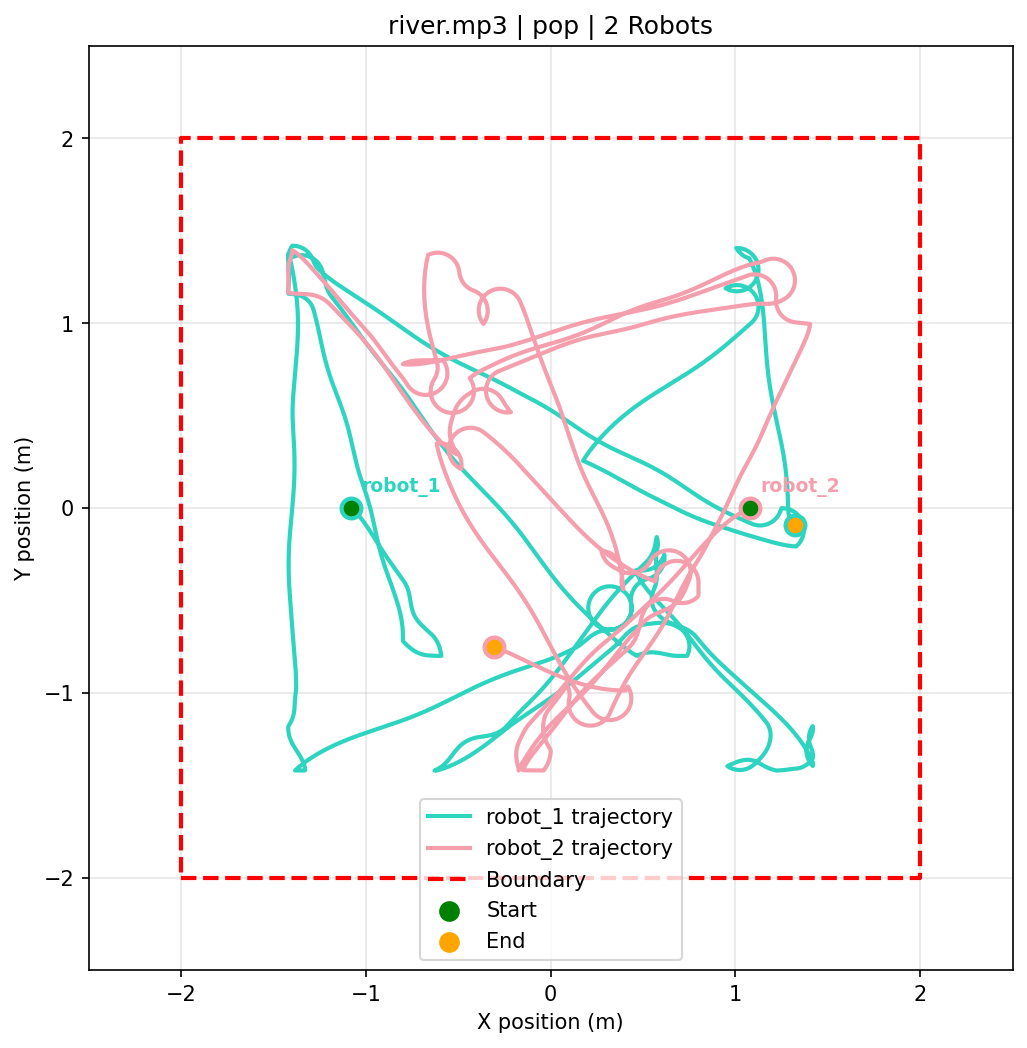 river.mp3 | pop | 2 Robots
Y position (m)
2
1
0
−1
−2
robot_1
robot_2
robot_1 trajectory
robot_2 trajectory
Boundary
Start
End
−2
−1
0
1
2
X position (m)